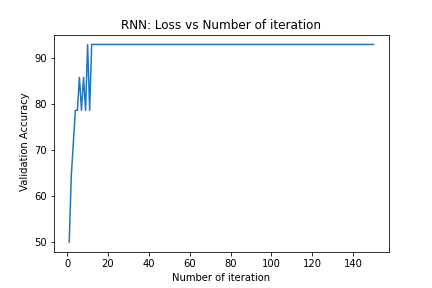 RNN: Loss vs Number of iteration
90
80
70
60
50
Validation Accuracy
0 20 40 60 80 100 120 140
Number of iteration